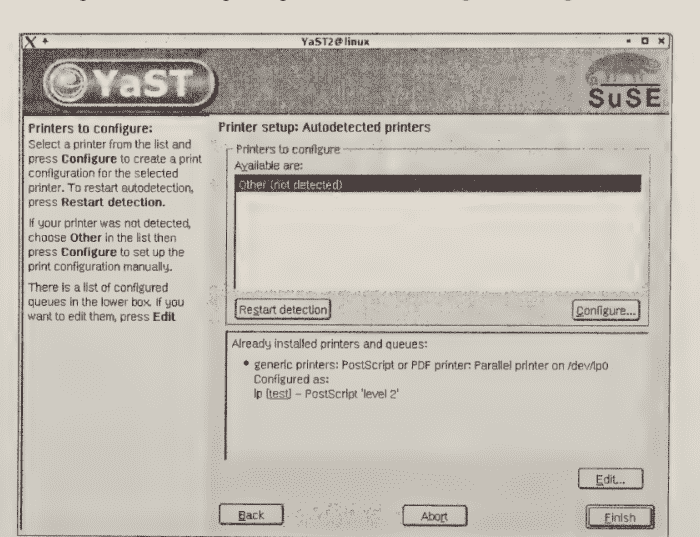 YaST2@linux
YaST
SuSE
Printers to configure:
Select a printer from the list and
press Configure to create a print
configuration for the selected
printer. To restart autodetection,
press Restart detection.
If your printer was not detected,
choose Other in the list then
press Configure to set up the
print configuration manually.
There is a list of configured
queues in the lower box. If you
want to edit them, press Edit
Printer setup: Autodetected printers
Printers to configure
Available are:
Other (not detected)
Restart detection
Configure...
Already installed printers and queues:
• generic printers: PostScript or PDF printer: Parallel printer on /dev/lp0
Configured as:
lp [test] – PostScript 'level 2'
Edit...
Back
Abort
Finish